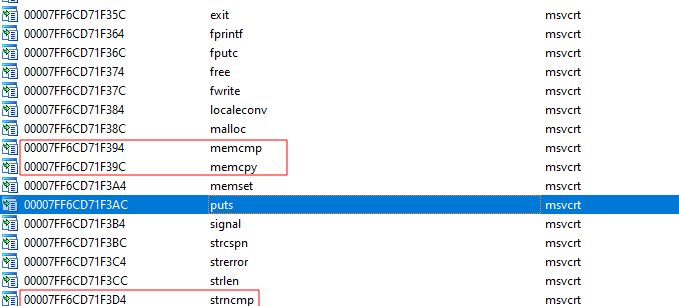 00007FF6CD71F35C exit msvcrt
00007FF6CD71F364 fprintf msvcrt
00007FF6CD71F36C fputc msvcrt
00007FF6CD71F374 free msvcrt
00007FF6CD71F37C fwrite msvcrt
00007FF6CD71F384 localeconv msvcrt
00007FF6CD71F38C malloc msvcrt
00007FF6CD71F394 memcmp msvcrt
00007FF6CD71F39C memcpy msvcrt
00007FF6CD71F3A4 memset msvcrt
00007FF6CD71F3AC puts msvcrt
00007FF6CD71F3B4 signal msvcrt
00007FF6CD71F3BC strcspn msvcrt
00007FF6CD71F3C4 strerror msvcrt
00007FF6CD71F3CC strlen msvcrt
00007FF6CD71F3D4 strncmp msvcrt